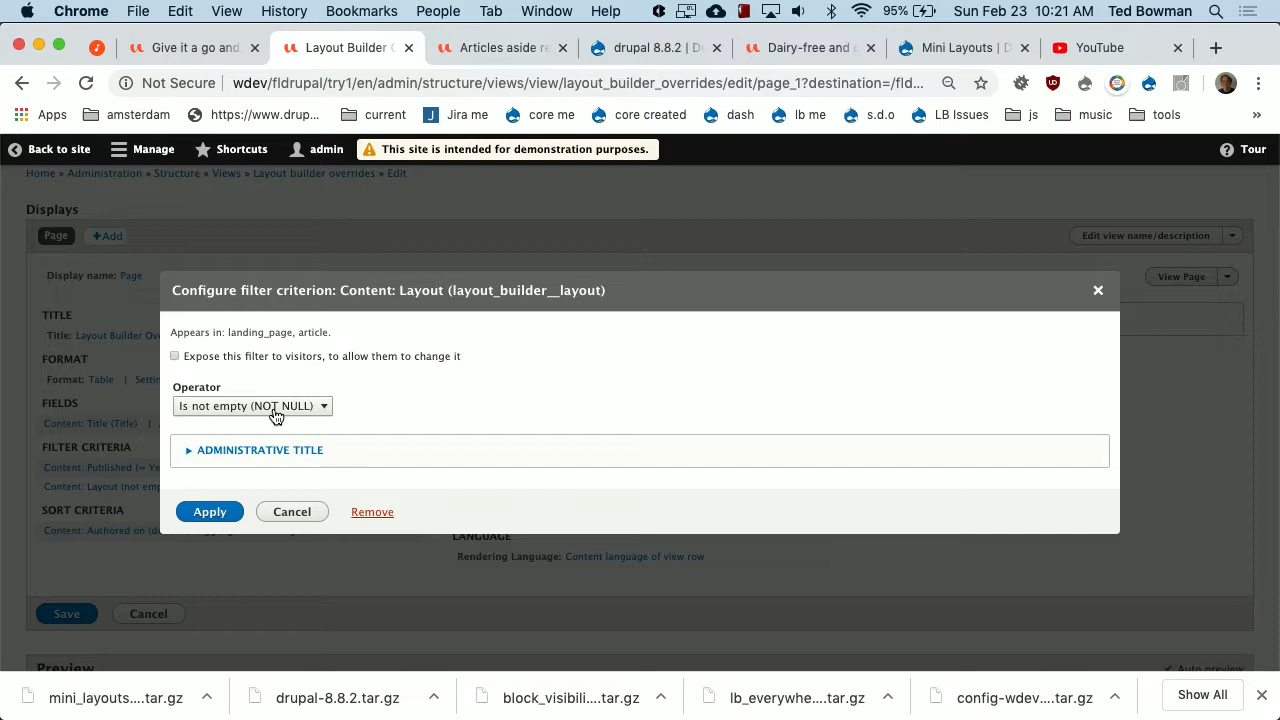 Chrome File Edit View History Bookmarks People Tab Window Help 95% Sun Feb 23 10:21 AM Ted Bowman
Give it a go and Layout Builder Articles aside re drupal 8.8.2 | D Dairy-free and Mini Layouts | D YouTube
Not Secure wdev/fldrupal/try1/en/admin/structure/views/view/layout_builder_overrides/edit/page_1?destination=/fld...
Apps amsterdam https://www.drup... current Jira me core me core created dash lb me s.d.o LB Issues js music tools »
Back to site Manage Shortcuts admin This site is intended for demonstration purposes. Tour
Home » Administration » Structure » Views » Layout builder overrides » Edit
Displays
Page +Add Edit view name/description
Display name: Page View Page
Configure filter criterion: Content: Layout (layout_builder__layout)
TITLE
Title: Layout Builder Ov
Appears in: landing_page, article.
Expose this filter to visitors, to allow them to change it
FORMAT
Format: Table | Settin
Operator
Is not empty (NOT NULL)
FIELDS
Content: Title (Title) |
FILTER CRITERIA
Content: Published (= Ye
Content: Layout (not emp
ADMINISTRATIVE TITLE
SORT CRITERIA
Content: Authored on (de
Apply Cancel Remove
LANGUAGE
Rendering Language: Content language of view row
Save Cancel
Preview Auto preview
mini_layouts....tar.gz drupal-8.8.2.tar.gz block_visibili....tar.gz lb_everywhe....tar.gz config-wdev....tar.gz Show All